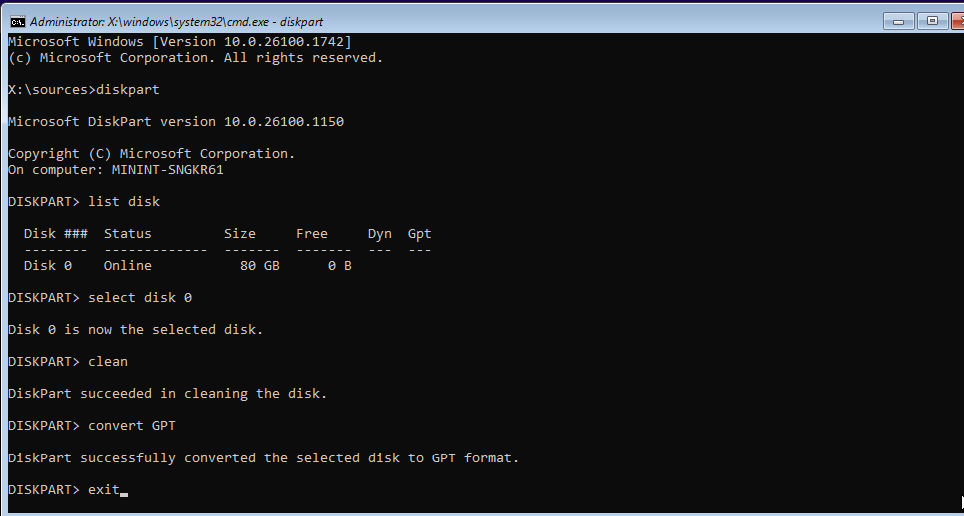 Administrator: X:\windows\system32\cmd.exe - diskpart
Microsoft Windows [Version 10.0.26100.1742]
(c) Microsoft Corporation. All rights reserved.
X:\sources>diskpart
Microsoft DiskPart version 10.0.26100.1150
Copyright (C) Microsoft Corporation.
On computer: MININT-SNGKR61
DISKPART> list disk
  Disk ###  Status         Size     Free     Dyn  Gpt
  --------  -------------  -------  -------  ---  ---
  Disk 0    Online           80 GB      0 B
DISKPART> select disk 0
Disk 0 is now the selected disk.
DISKPART> clean
DiskPart succeeded in cleaning the disk.
DISKPART> convert GPT
DiskPart successfully converted the selected disk to GPT format.
DISKPART> exit